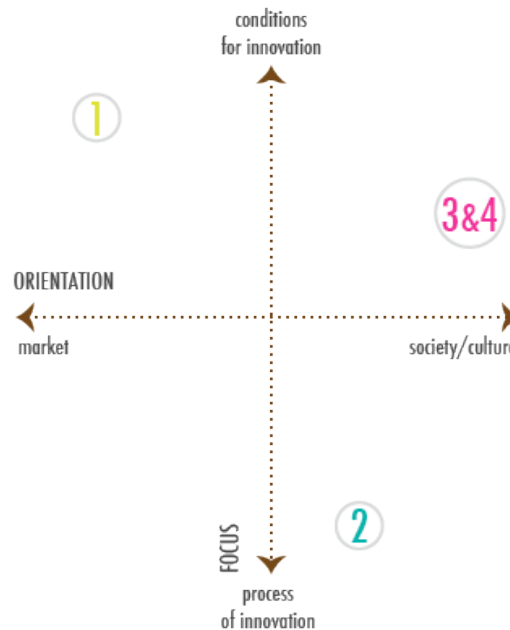 conditions
for innovation
1
3&4
ORIENTATION
market
society/culture
2
FOCUS
process
of innovation